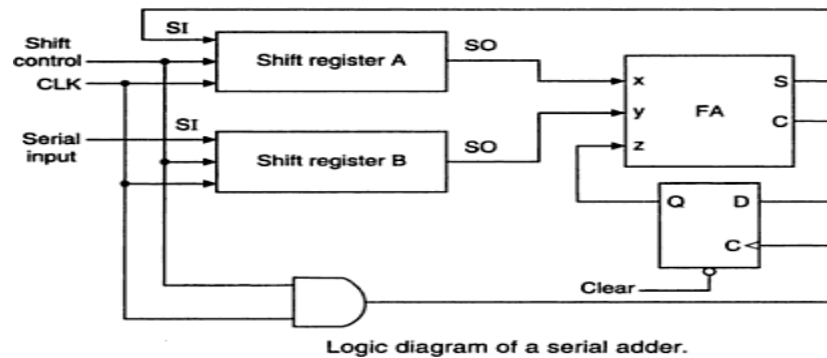 SI
Shift control
Shift register A
SO
CLK
x
S
y
FA
C
z
Serial input
SI
Shift register B
SO
Q
D
C
Clear
Logic diagram of a serial adder.